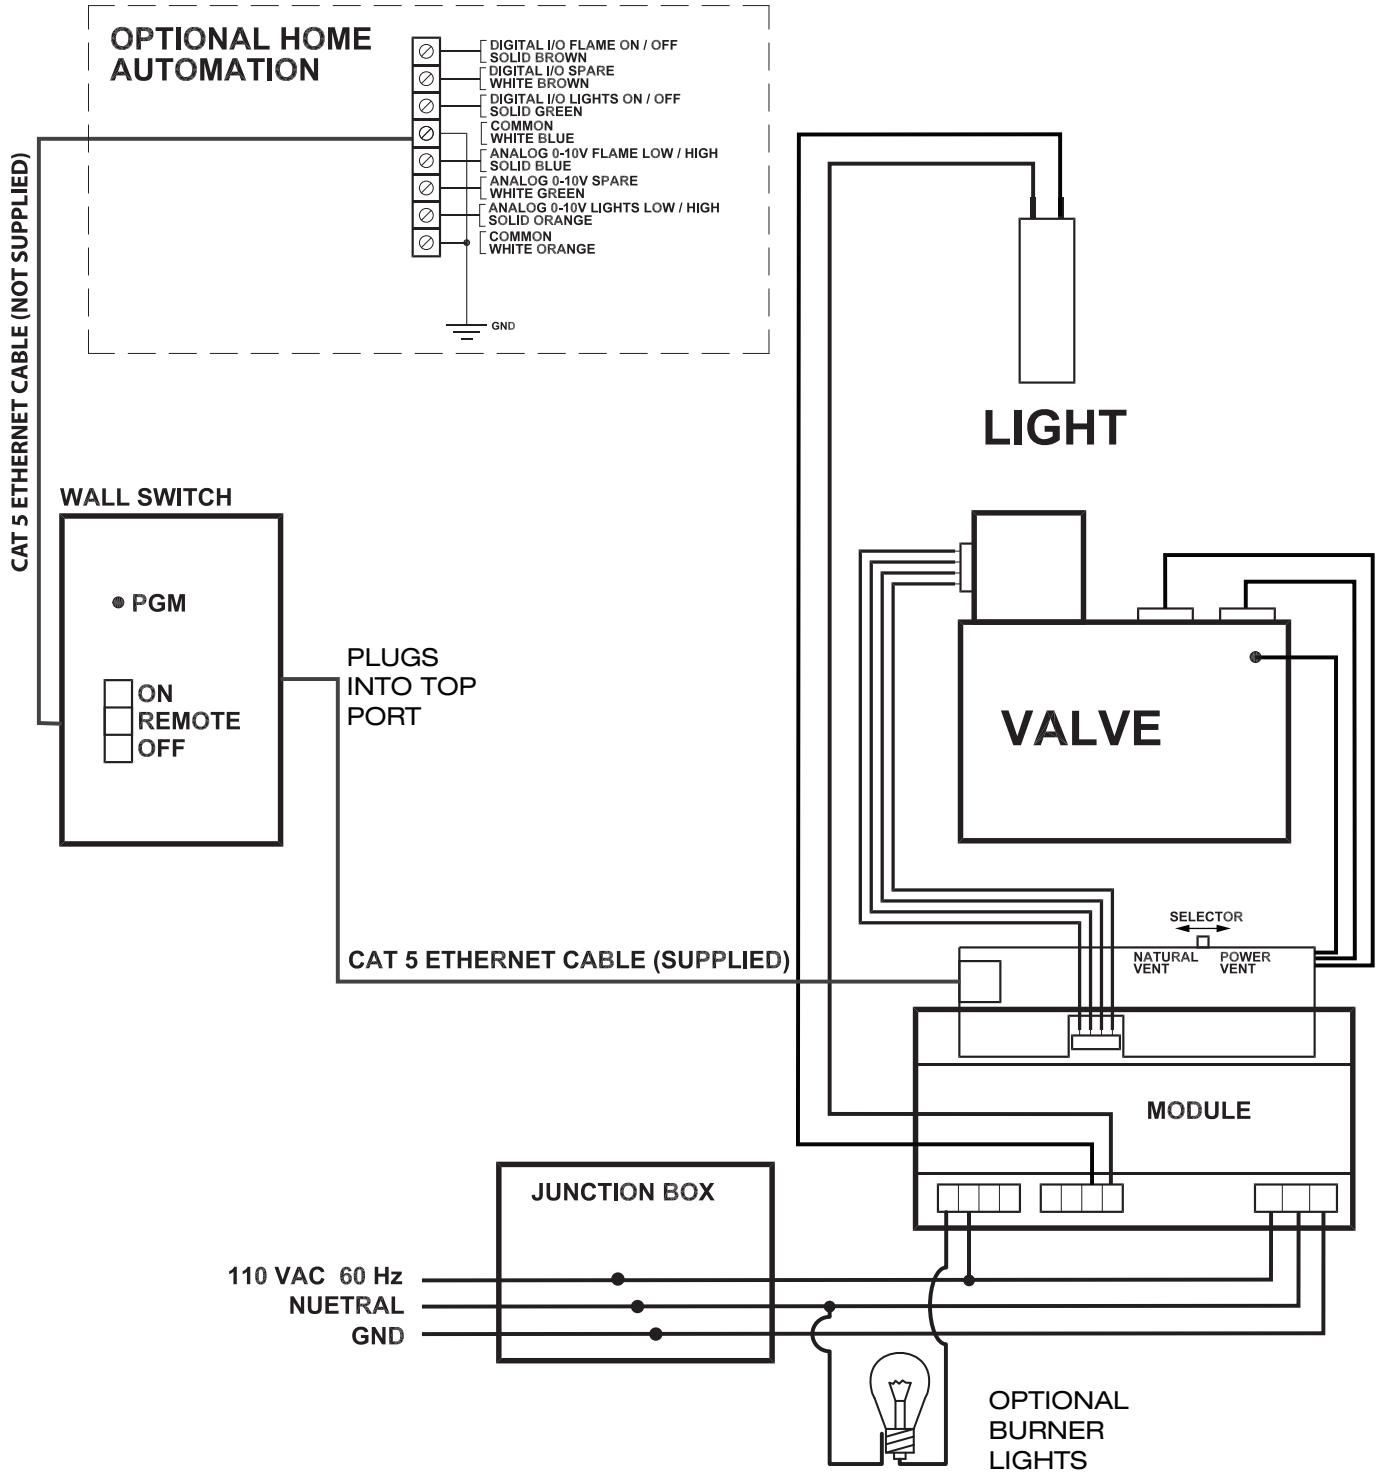 OPTIONAL HOME
AUTOMATION
DIGITAL I/O FLAME ON / OFF
SOLID BROWN
DIGITAL I/O SPARE
WHITE BROWN
DIGITAL I/O LIGHTS ON / OFF
SOLID GREEN
COMMON
WHITE BLUE
ANALOG 0-10V FLAME LOW / HIGH
SOLID BLUE
ANALOG 0-10V SPARE
WHITE GREEN
ANALOG 0-10V LIGHTS LOW / HIGH
SOLID ORANGE
COMMON
WHITE ORANGE
GND
CAT 5 ETHERNET CABLE (NOT SUPPLIED)
LIGHT
WALL SWITCH
PGM
ON
REMOTE
OFF
PLUGS
INTO TOP
PORT
VALVE
SELECTOR
NATURAL
VENT
POWER
VENT
CAT 5 ETHERNET CABLE (SUPPLIED)
MODULE
JUNCTION BOX
110 VAC 60 Hz
NUETRAL
GND
OPTIONAL
BURNER
LIGHTS